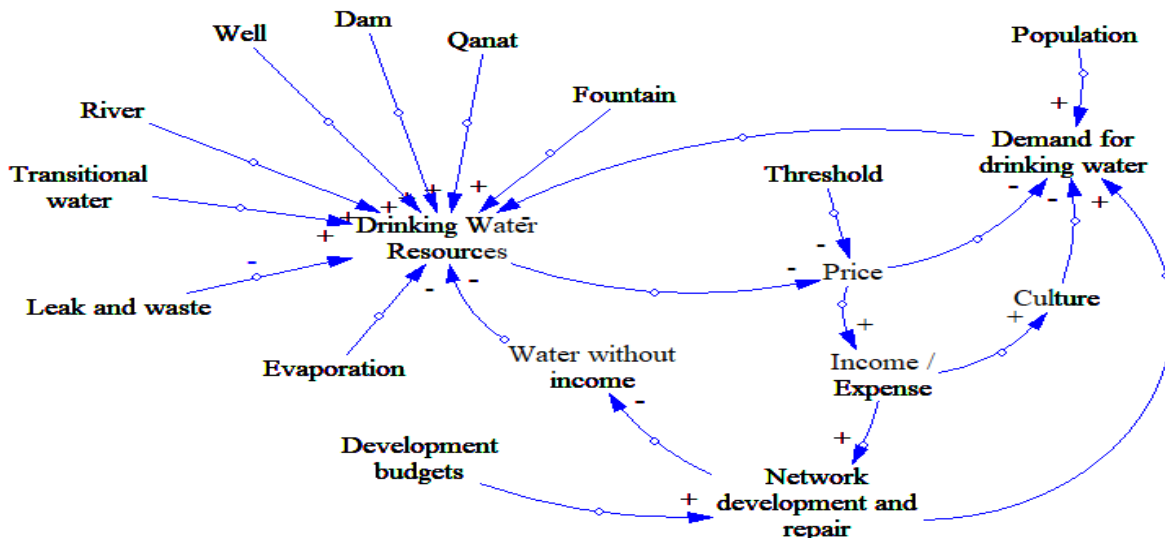 Dam
Well
Qanat
Population
Fountain
River
+
Demand for
drinking water
Transitional
water
Threshold
-
-
+
+
+
+
+
+
+
-
Drinking Water
Resources
-
-
-
Price
Leak and waste
-
-
Culture
+
+
Evaporation
Water without
income
Income /
Expense
-
+
Development
budgets
Network
development and
repair
+